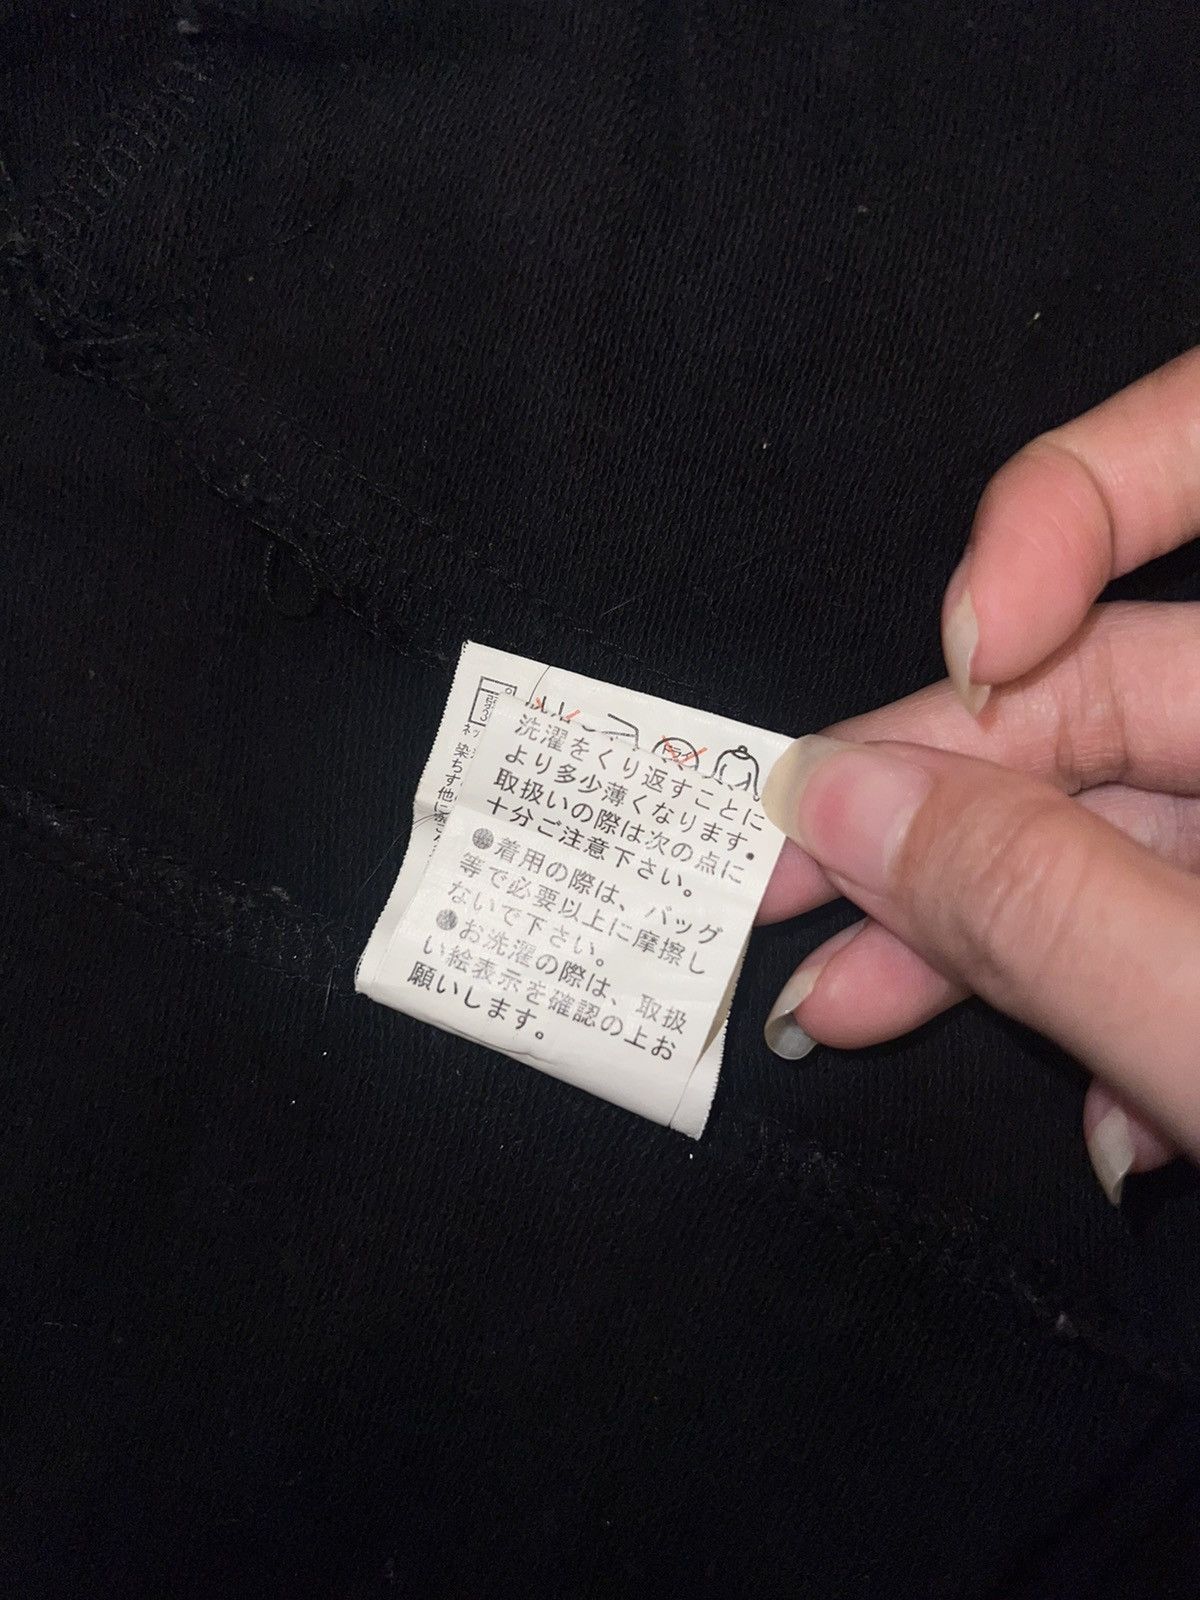 ドライ
洗濯をくり返すことに
より多少薄くなります。
取扱いの際は次の点に
十分ご注意下さい。
●着用の際は、バッグ
等で必要以上に摩擦し
ないで下さい。
●お洗濯の際は、取扱
い絵表示を確認の上お
願いします。